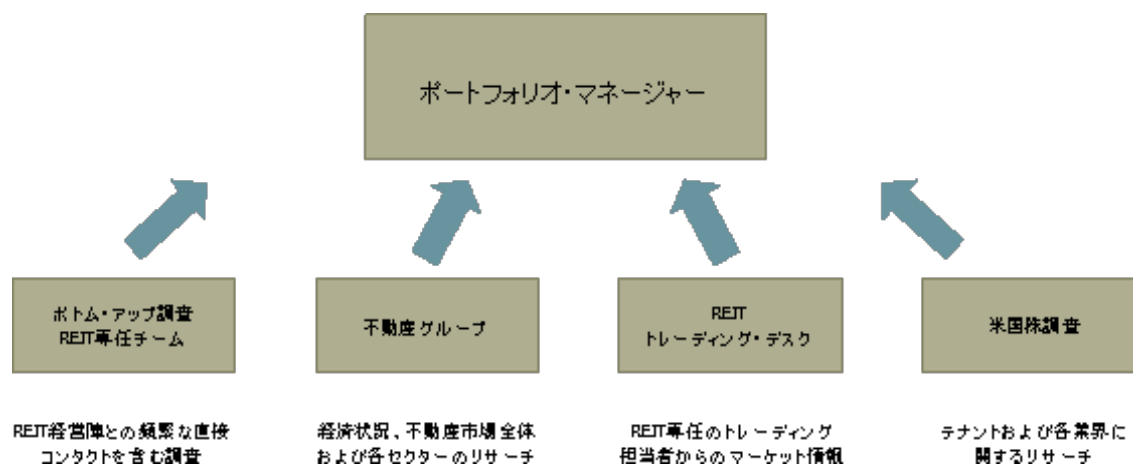 ポートフォリオ・マネージャー
ボトム・アップ調査
REIT専任チーム
不動産グループ
REIT
トレーディング・デスク
米国株調査
REIT経営陣との頻繁な直接
コンタクトを含む調査
経済状況、不動産市場全体
および各セクターのリサーチ
REIT専任のトレーディング
担当者からのマーケット情報
テナントおよび各業界に
関するリサーチ